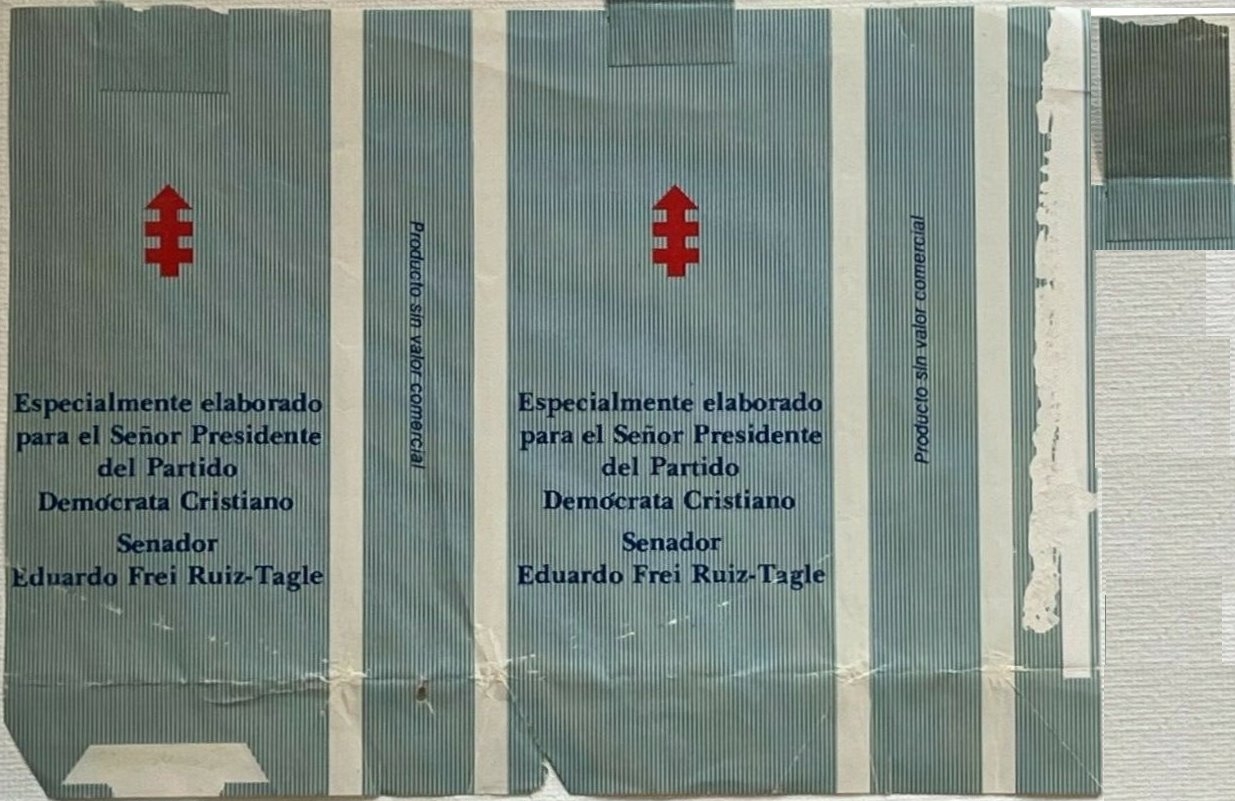 Especialmente elaborado
para el Señor Presidente
del Partido
Demócrata Cristiano
Senador
Eduardo Frei Ruiz-Tagle
Producto sin valor comercial
Especialmente elaborado
para el Señor Presidente
del Partido
Demócrata Cristiano
Senador
Eduardo Frei Ruiz-Tagle
Producto sin valor comercial